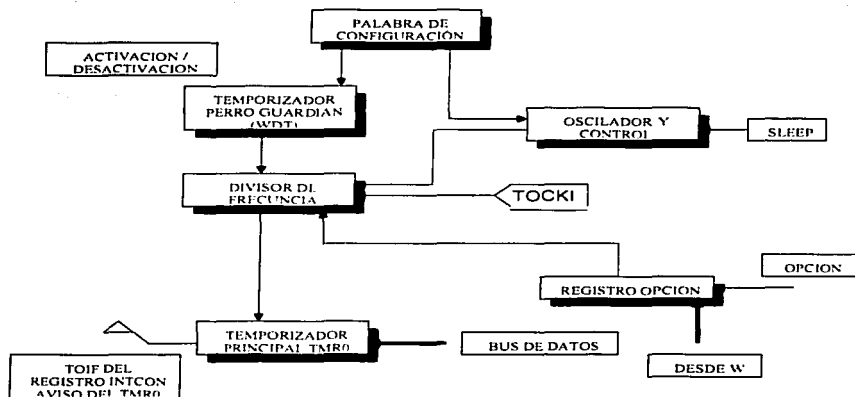 PALABRA DE
CONFIGURACIÓN
ACTIVACION /
DESACTIVACION
TEMPORIZADOR
PERRO GUARDIAN
(WDT)
OSCILADOR Y
CONTROL
SLEEP
DIVISOR DE
FRECUNCIA
TOCKI
OPCION
REGISTRO OPCION
TEMPORIZADOR
PRINCIPAL TMR0
BUS DE DATOS
DESDE W
TOIF DEL
REGISTRO INTCON
AVISO DEL TMR0